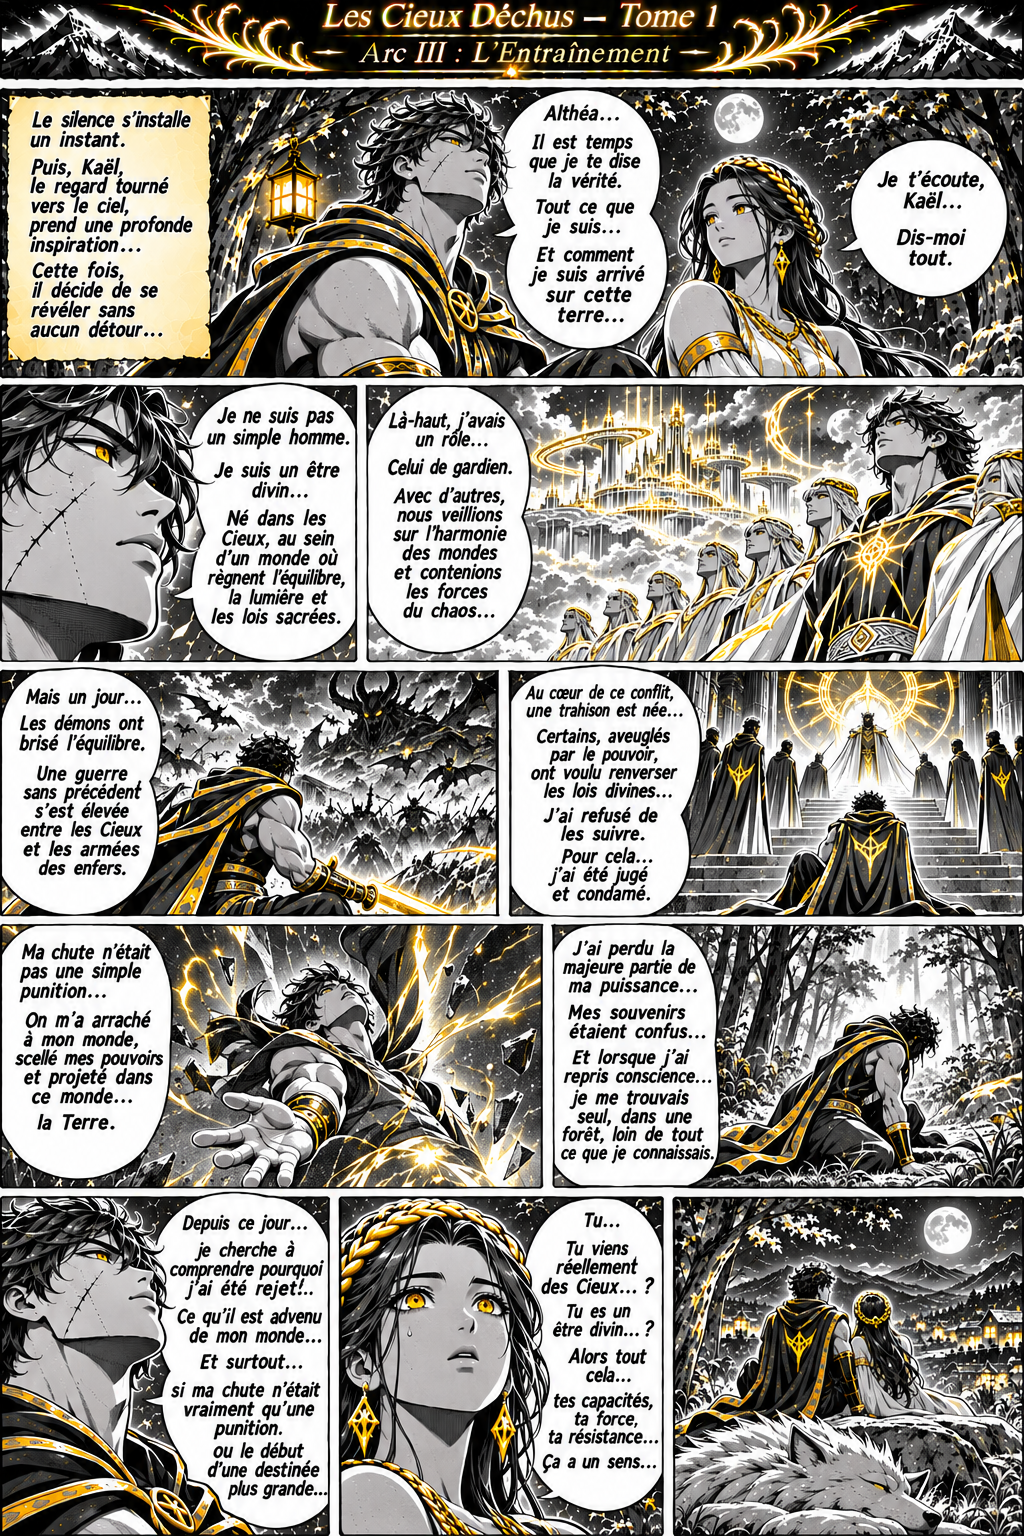 Les Cieux Déchus — Tome 1
Arc III : L'Entraînement
Le silence s'installe
un instant.
Puis, Kaël,
le regard tourné
vers le ciel,
prend une profonde
inspiration...
Cette fois,
il décide de se
révéler sans
aucun détour...
Althéa...
Il est temps
que je te dise
la vérité.
Tout ce que
je suis...
Et comment
je suis arrivé
sur cette
terre...
Je t'écoute,
Kaël...
Dis-moi
tout.
Je ne suis pas
un simple homme.
Je suis un être
divin...
Né dans les
Cieux, au sein
d'un monde où
règnent l'équilibre,
la lumière et
les lois sacrées.
Là-haut, j'avais
un rôle...
Celui de gardien.
Avec d'autres,
nous veillions
sur l'harmonie
des mondes
et contenions
les forces
du chaos...
Mais un jour...
Les démons ont
brisé l'équilibre.
Une guerre
sans précédent
s'est élevée
entre les Cieux
et les armées
des enfers.
Au cœur de ce conflit,
une trahison est née...
Certains, aveuglés
par le pouvoir,
ont voulu renverser
les lois divines...
J'ai refusé de
les suivre.
Pour cela...
j'ai été jugé
et condamé.
Ma chute n'était
pas une simple
punition...
On m'a arraché
à mon monde,
scellé mes pouvoirs
et projeté dans
ce monde...
la Terre.
J'ai perdu la
majeure partie de
ma puissance...
Mes souvenirs
étaient confus...
Et lorsque j'ai
repris conscience...
je me trouvais
seul, dans une
forêt, loin de tout
ce que je connaissais.
Depuis ce jour...
je cherche à
comprendre pourquoi
j'ai été rejet!..
Ce qu'il est advenu
de mon monde...
Et surtout...
si ma chute n'était
vraiment qu'une
punition.
ou le début
d'une destinée
plus grande...
Tu...
Tu viens
réellement
des Cieux... ?
Tu es un
être divin... ?
Alors tout
cela...
tes capacités,
ta force,
ta résistance...
Ça a un sens...